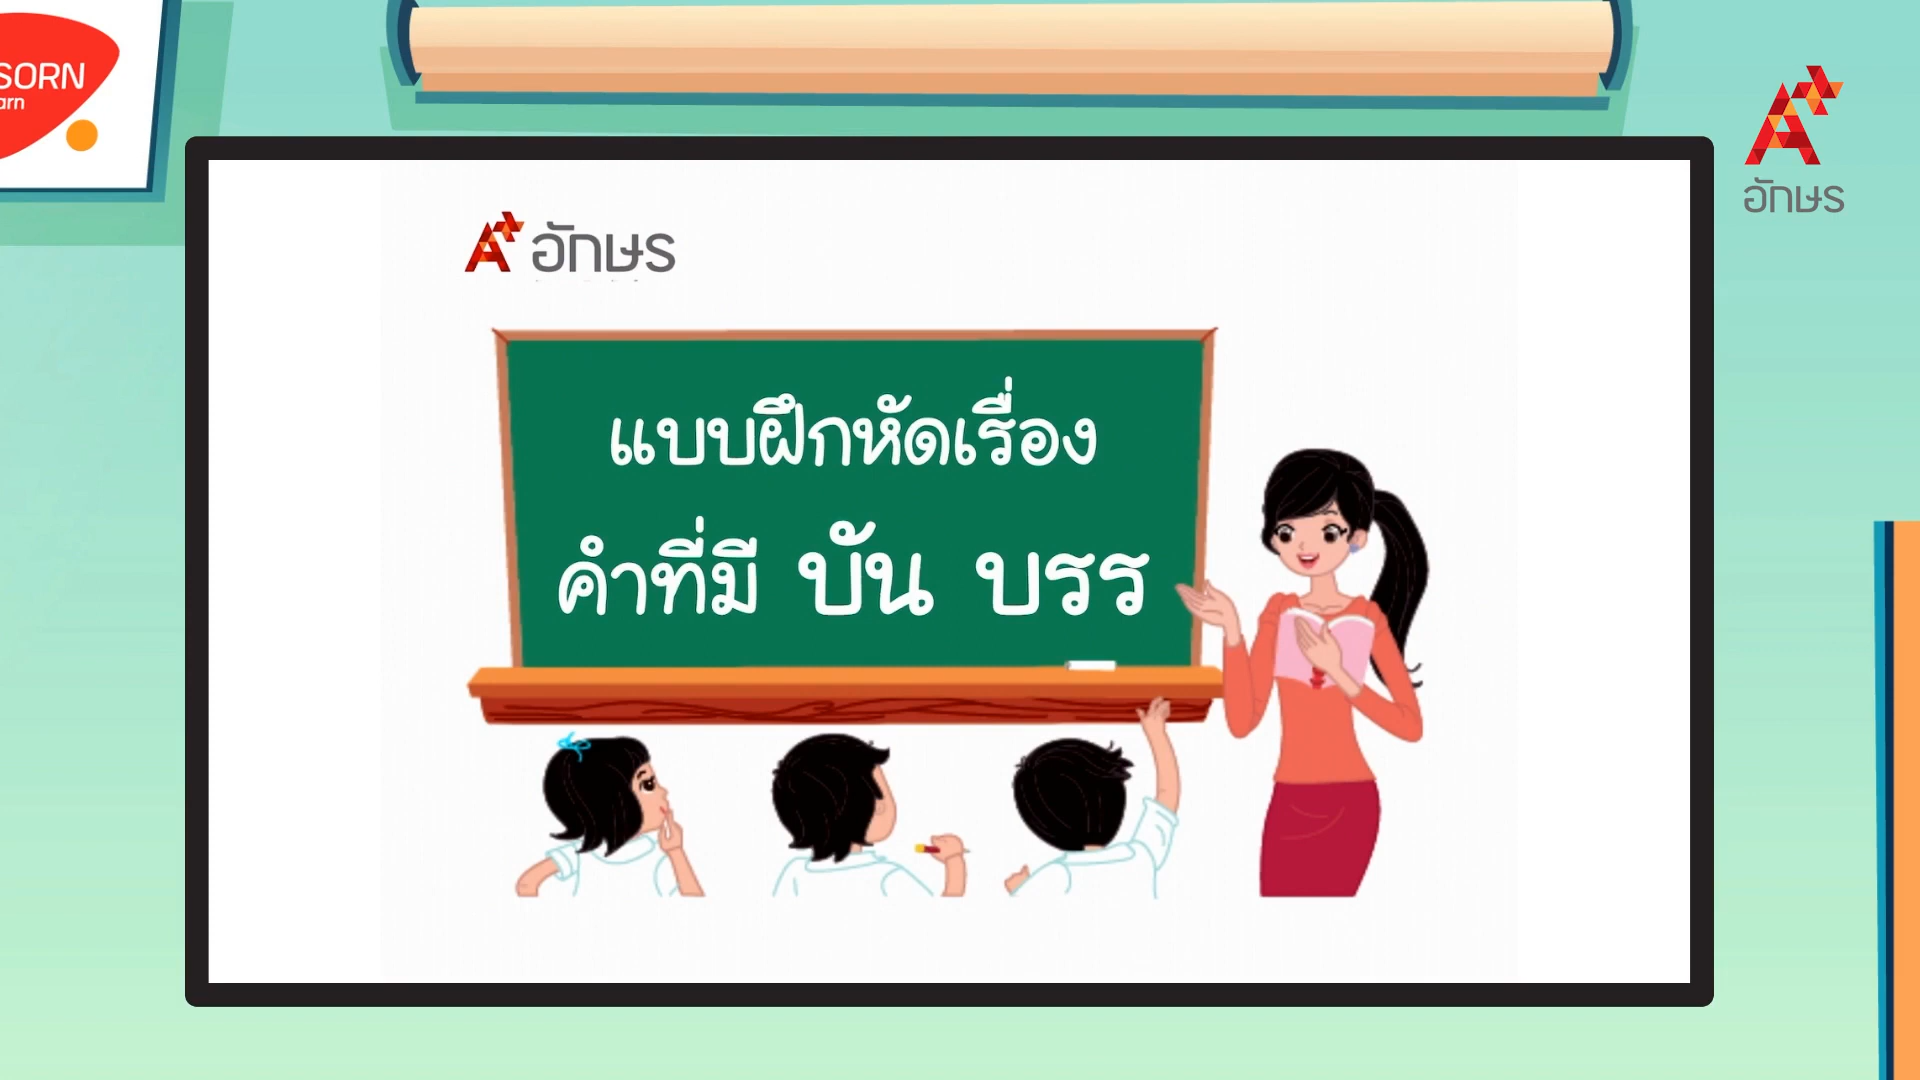 SORN
arn
อักษร
อักษร
แบบฝึกหัดเรื่อง
คำที่มี บัน บรร